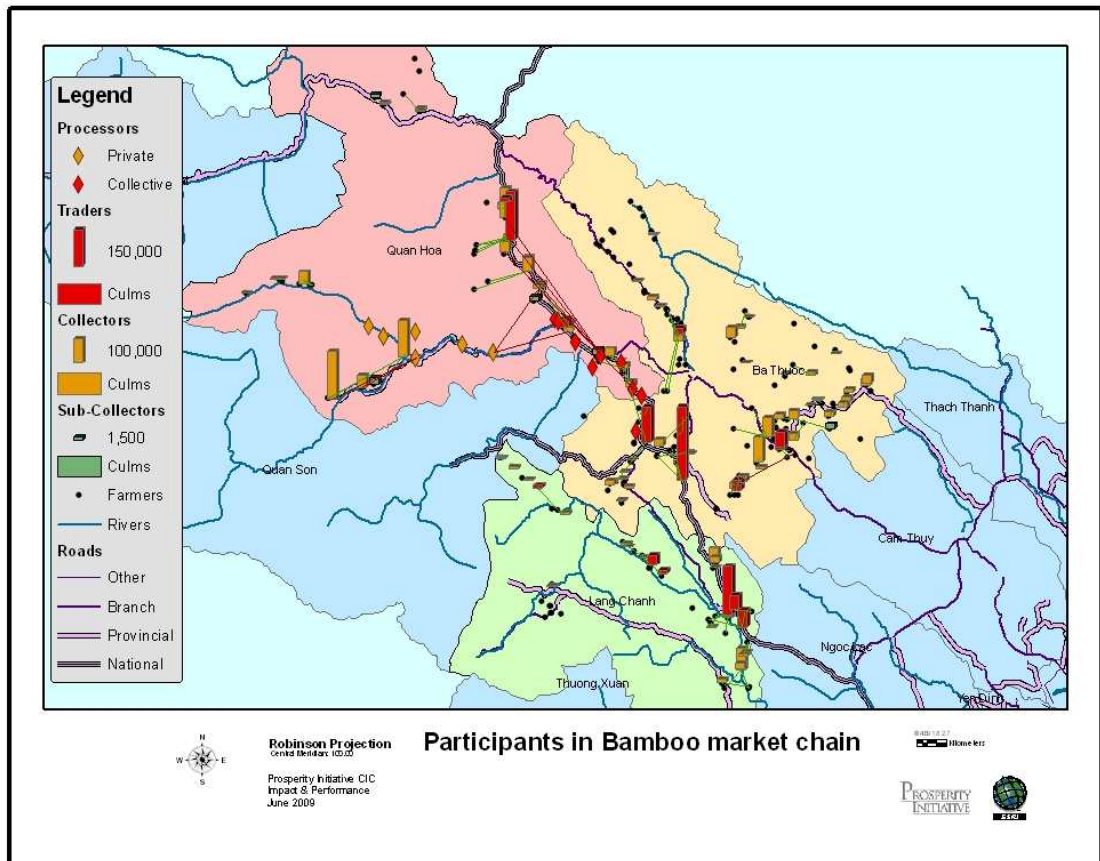 Legend
Processors
Private
Collective
Traders
150,000
Culms
Collectors
100,000
Culms
Sub-Collectors
1,500
Culms
Farmers
Rivers
Roads
Other
Branch
Provincial
National
Quan Hoa
Ba Thuoc
Thach Thanh
Quan Son
Cam Thuy
Lang Chanh
Ngoc Lac
Thuong Xuan
Yen Dinh
N
W E
S
Robinson Projection
Central Meridian:
Prosperity Initiative CIC
Impact & Performance
June 2009
Participants in Bamboo market chain
Kilometers
PROSPERITY
INITIATIVE